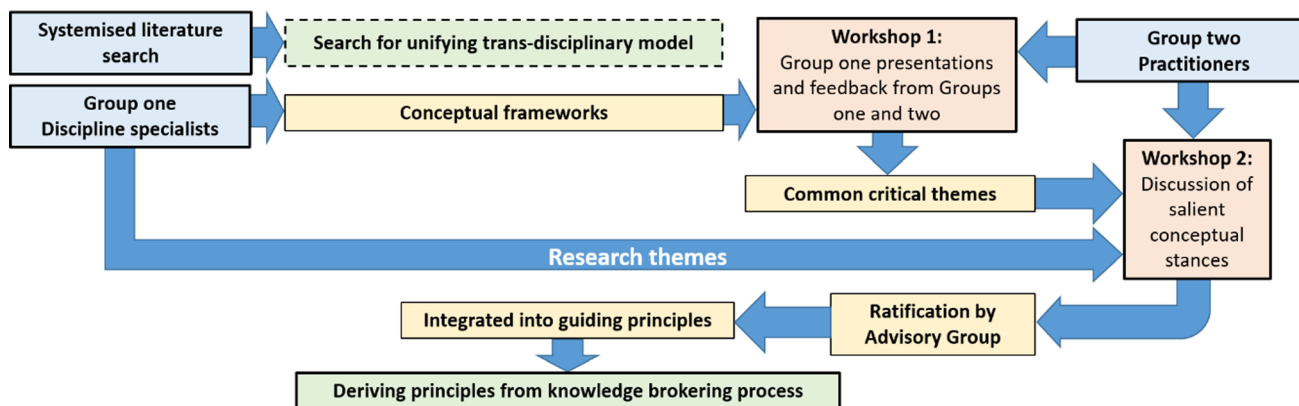 Systemised literature
search
Search for unifying trans-disciplinary model
Workshop 1:
Group one presentations
and feedback from Groups
one and two
Group two
Practitioners
Group one
Discipline specialists
Conceptual frameworks
Common critical themes
Workshop 2:
Discussion of
salient
conceptual
stances
Research themes
Ratification by
Advisory Group
Integrated into guiding principles
Deriving principles from knowledge brokering process